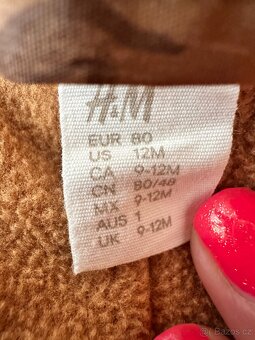 H&M
EUR 80
US 12M
CA 9-12M
CN 80/48
MX 9-12M
AUS 1
UK 9-12M